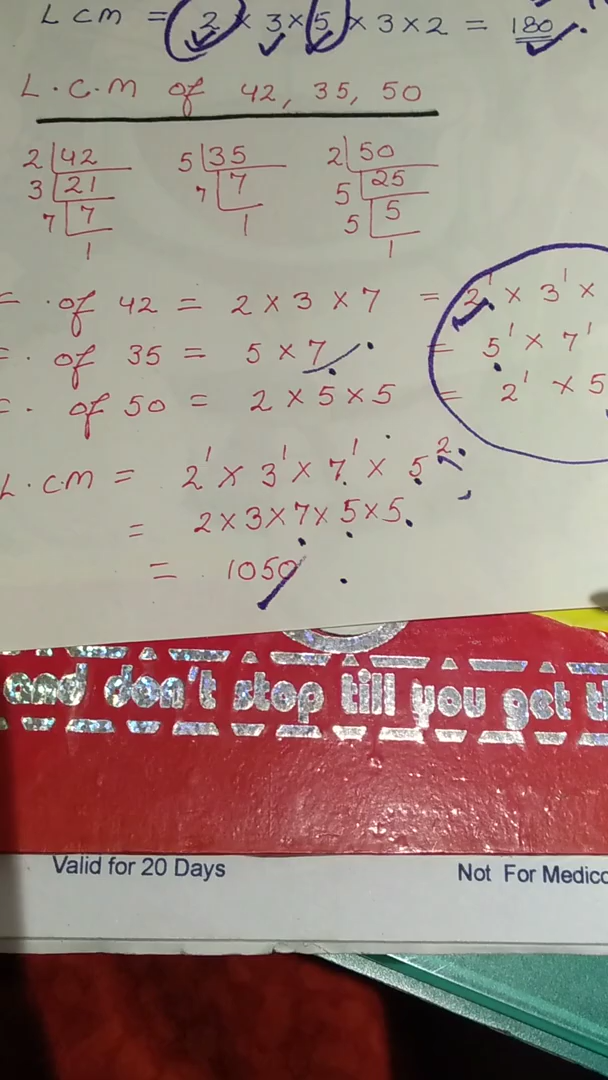 Lcm = 2 × 3 × 5 × 3 × 2 = 180.
L.C.M of 42, 35, 50
2 | 42   5 | 35   2 | 50
3 | 21   7 | 7   5 | 25
7 | 7   1   5 | 5
1   1
of 42 = 2 × 3 × 7 = 2¹ × 3¹ ×
of 35 = 5 × 7 = 5¹ × 7¹
of 50 = 2 × 5 × 5 = 2¹ × 5
L.C.M = 2¹ × 3¹ × 7¹ × 5²
= 2 × 3 × 7 × 5 × 5.
= 1050
and don't stop till you get
Valid for 20 Days Not For